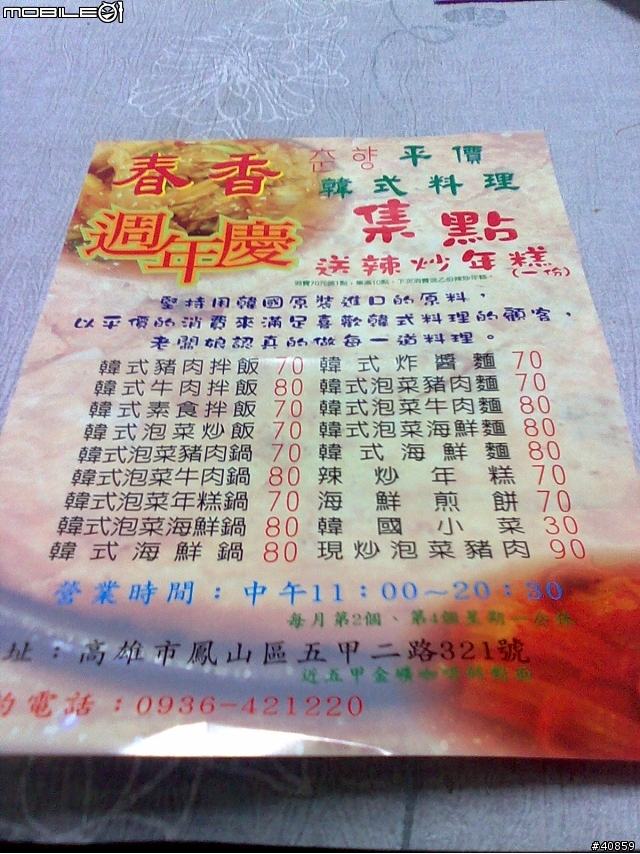 MOBILE01
春香
춘향 平價
韓式料理
週年慶
集點
送辣炒年糕(一份)
堅持用韓國原裝進口的原料，
以平價的消費來滿足喜歡韓式料理的顧客，
老闆娘認真的做每一道料理。
韓式豬肉拌飯 70 韓式炸醬麵 70
韓式牛肉拌飯 80 韓式泡菜豬肉麵 70
韓式素食拌飯 70 韓式泡菜牛肉麵 80
韓式泡菜炒飯 70 韓式泡菜海鮮麵 80
韓式泡菜豬肉鍋 70 韓式海鮮麵 80
韓式泡菜牛肉鍋 80 辣炒年糕 70
韓式泡菜年糕鍋 70 海鮮煎餅 70
韓式泡菜海鮮鍋 80 韓國小菜 30
韓式海鮮鍋 80 現炒泡菜豬肉 90
營業時間：中午11：00～20：30
每月第2個、第4個星期一公休
址：高雄市鳳山區五甲二路321號
近五甲金礦咖啡斜對面
的電話：0936-421220
#40859